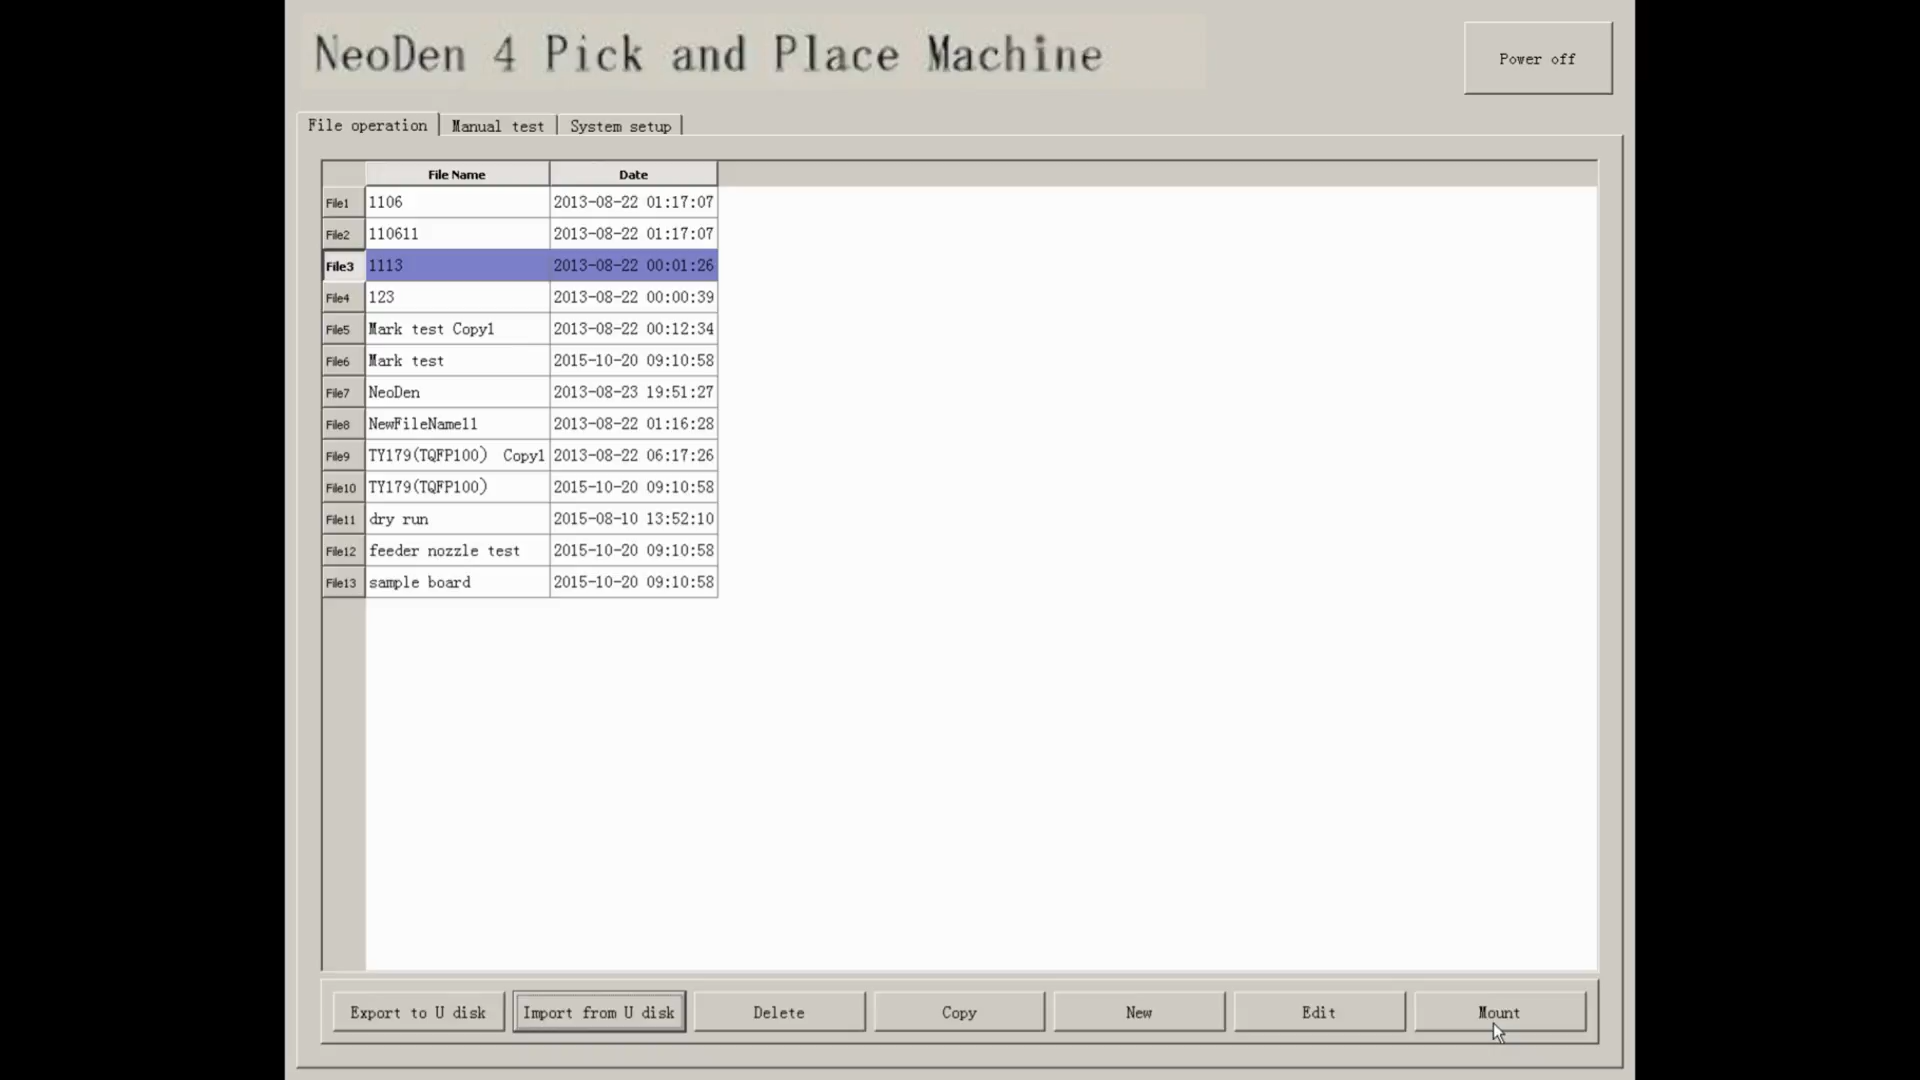 NeoDen 4 Pick and Place Machine
Power off
File operation Manual test System setup
File Name Date
File1 1106 2013-08-22 01:17:07
File2 110611 2013-08-22 01:17:07
File3 1113 2013-08-22 00:01:26
File4 123 2013-08-22 00:00:39
File5 Mark test Copy1 2013-08-22 00:12:34
File6 Mark test 2015-10-20 09:10:58
File7 NeoDen 2013-08-23 19:51:27
File8 NewFileName11 2013-08-22 01:16:28
File9 TY179(TQFP100) Copy1 2013-08-22 06:17:26
File10 TY179(TQFP100) 2015-10-20 09:10:58
File11 dry run 2015-08-10 13:52:10
File12 feeder nozzle test 2015-10-20 09:10:58
File13 sample board 2015-10-20 09:10:58
Export to U disk Import from U disk Delete Copy New Edit Mount